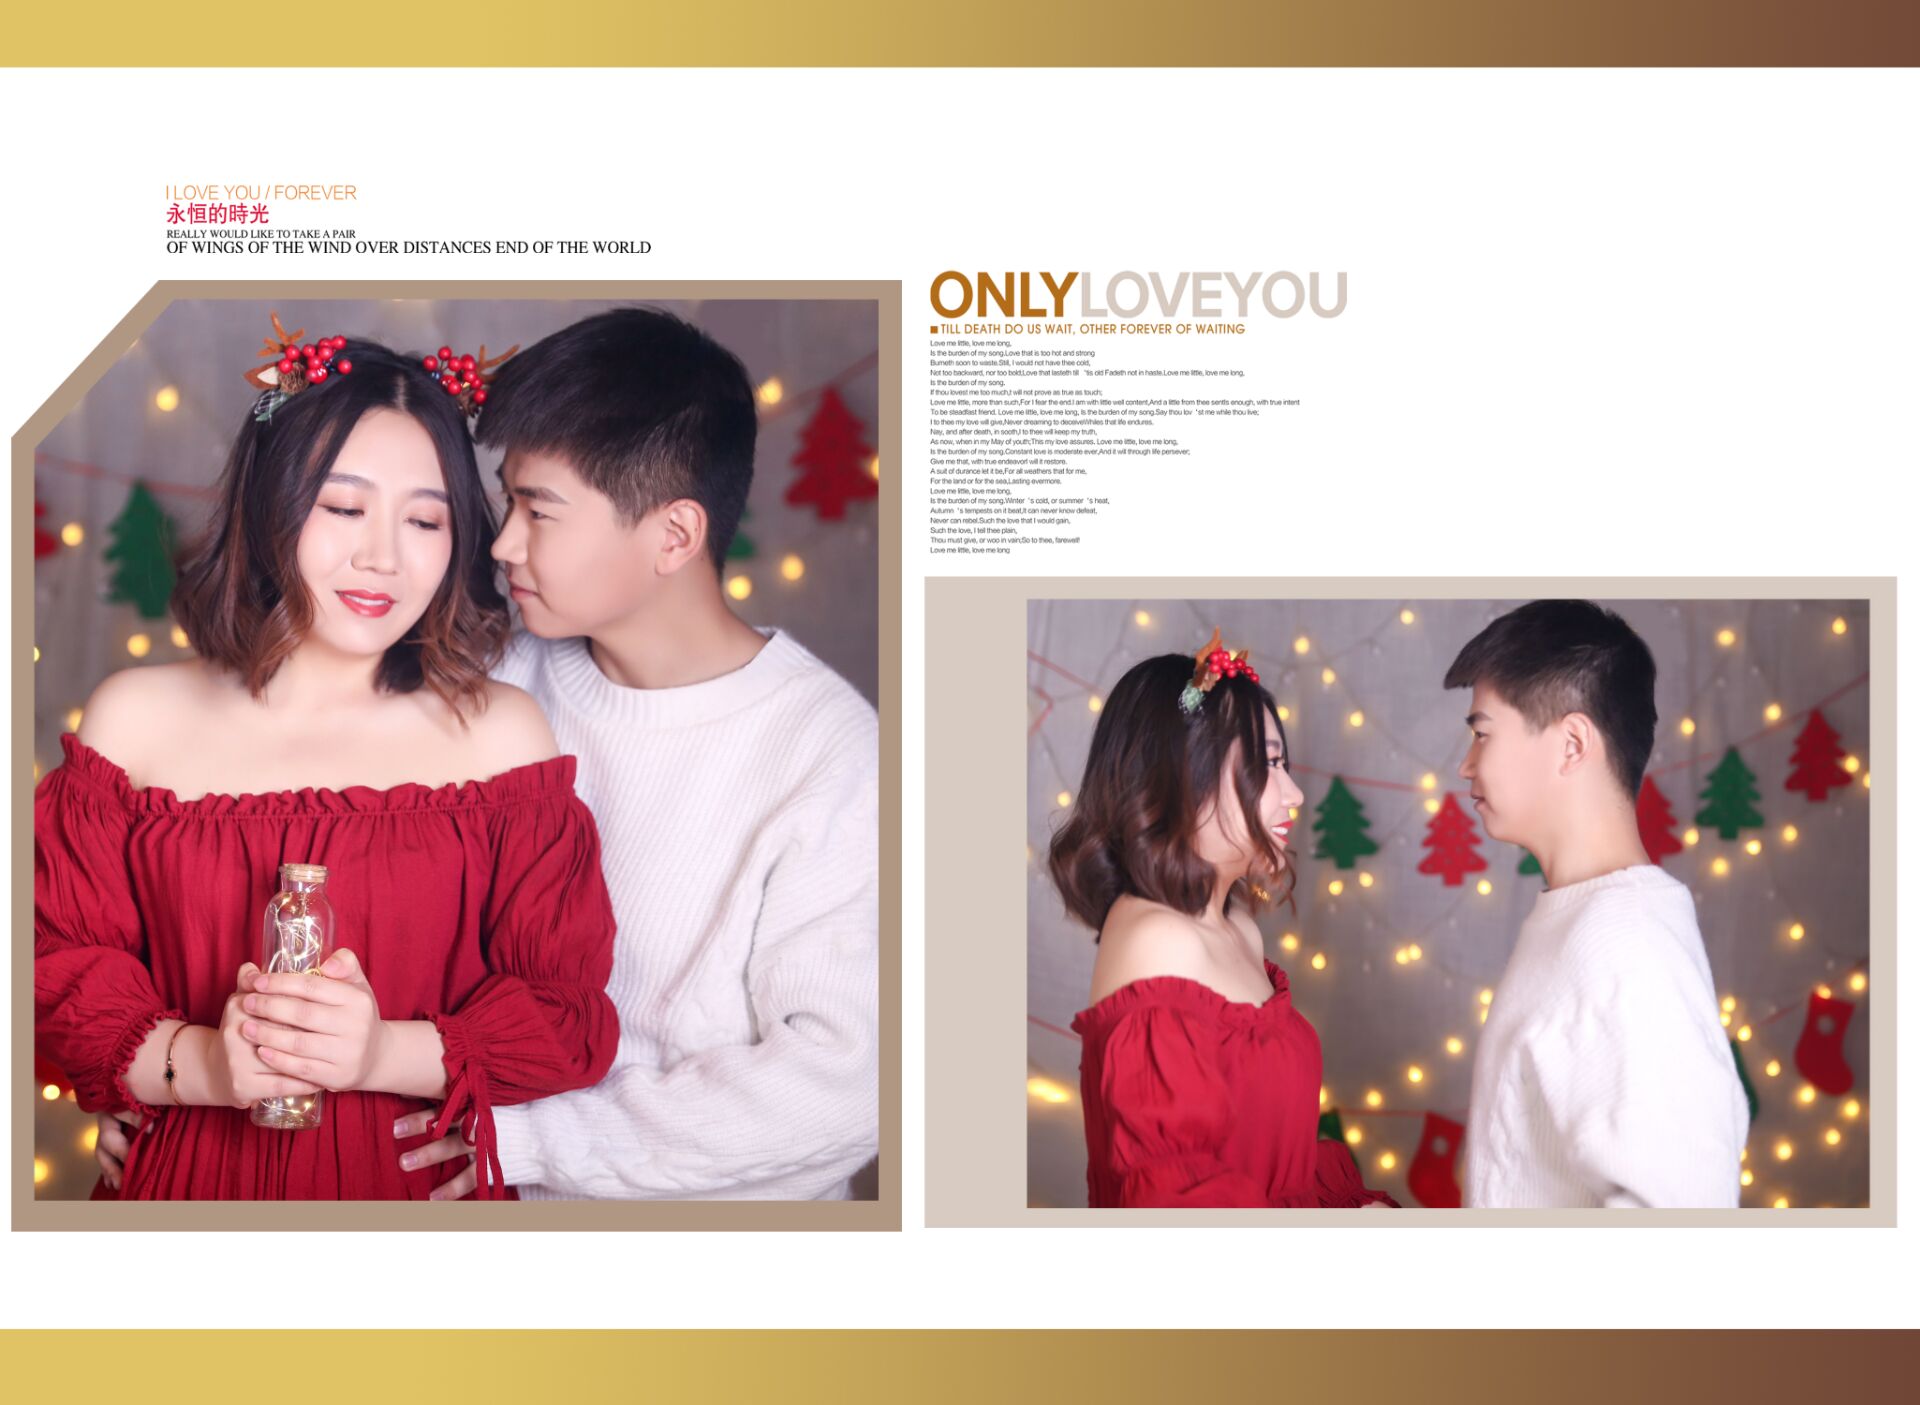 I LOVE YOU / FOREVER
永恒的時光
REALLY WOULD LIKE TO TAKE A PAIR
OF WINGS OF THE WIND OVER DISTANCES END OF THE WORLD
ONLYLOVEYOU
TILL DEATH DO US WAIT, OTHER FOREVER OF WAITING
Love me little, love me long,
Is the burden of my song,Love that is too hot and strong
Burneth soon to waste.Still, I would not have thee cold,
Not too backward, nor too bold,Love that lasteth till ‘tis old Fadeth not in haste.Love me little, love me long,
Is the burden of my song.
If thou lovest me too much,I will not prove as true as touch;
Love me little, more than such,For I fear the end.I am with little well content,And a little from thee sentIs enough, with true intent
To be steadfast friend. Love me little, love me long, Is the burden of my song.Say thou lov ‘st me while thou live;
I to thee my love will give,Never dreaming to deceiveWhiles that life endures.
Nay, and after death, in sooth,I to thee will keep my truth,
As now, when in my May of youth;This my love assures. Love me little, love me long,
Is the burden of my song.Constant love is moderate ever,And it will through life persever;
Give me that, with true endeavorI will it restore.
A suit of durance let it be,For all weathers that for me,
For the land or for the sea,Lasting evermore.
Love me little, love me long,
Is the burden of my song.Winter ‘s cold, or summer ‘s heat,
Autumn ‘s tempests on it beat,It can never know defeat,
Never can rebel.Such the love that I would gain,
Such the love, I tell thee plain,
Thou must give, or woo in vain;So to thee, farewell!
Love me little, love me long